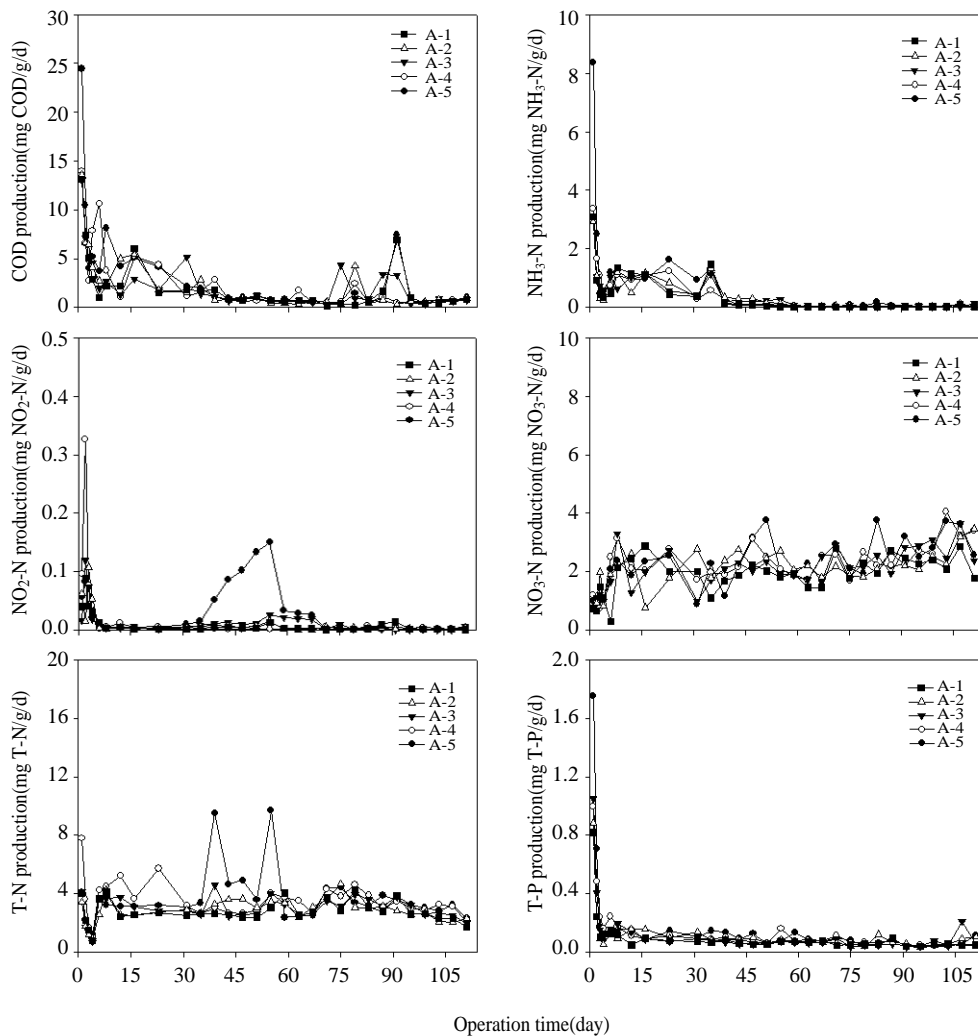 COD production(mg COD/g/d)
30
25
20
15
10
5
0
A-1
A-2
A-3
A-4
A-5
NH₃-N production(mg NH₃-N/g/d)
10
8
6
4
2
0
A-1
A-2
A-3
A-4
A-5
NO₂-N production(mg NO₂-N/g/d)
0.5
0.4
0.3
0.2
0.1
0.0
A-1
A-2
A-3
A-4
A-5
NO₃-N production(mg NO₃-N/g/d)
10
8
6
4
2
0
A-1
A-2
A-3
A-4
A-5
T-N production(mg T-N/g/d)
20
16
12
8
4
0
A-1
A-2
A-3
A-4
A-5
0 15 30 45 60 75 90 105
T-P production(mg T-P/g/d)
2.0
1.6
1.2
0.8
0.4
0.0
A-1
A-2
A-3
A-4
A-5
0 15 30 45 60 75 90 105
Operation time(day)